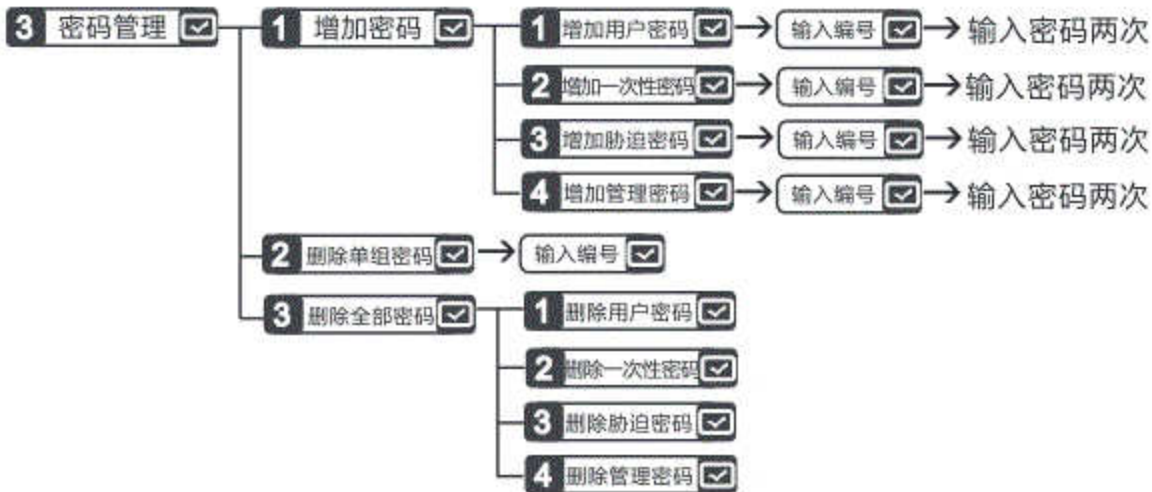 3 密码管理 1 增加密码 1 增加用户密码 输入编号 输入密码两次
2 增加一次性密码 输入编号 输入密码两次
3 增加胁迫密码 输入编号 输入密码两次
4 增加管理密码 输入编号 输入密码两次
2 删除单组密码 输入编号
3 删除全部密码 1 删除用户密码
2 删除一次性密码
3 删除胁迫密码
4 删除管理密码